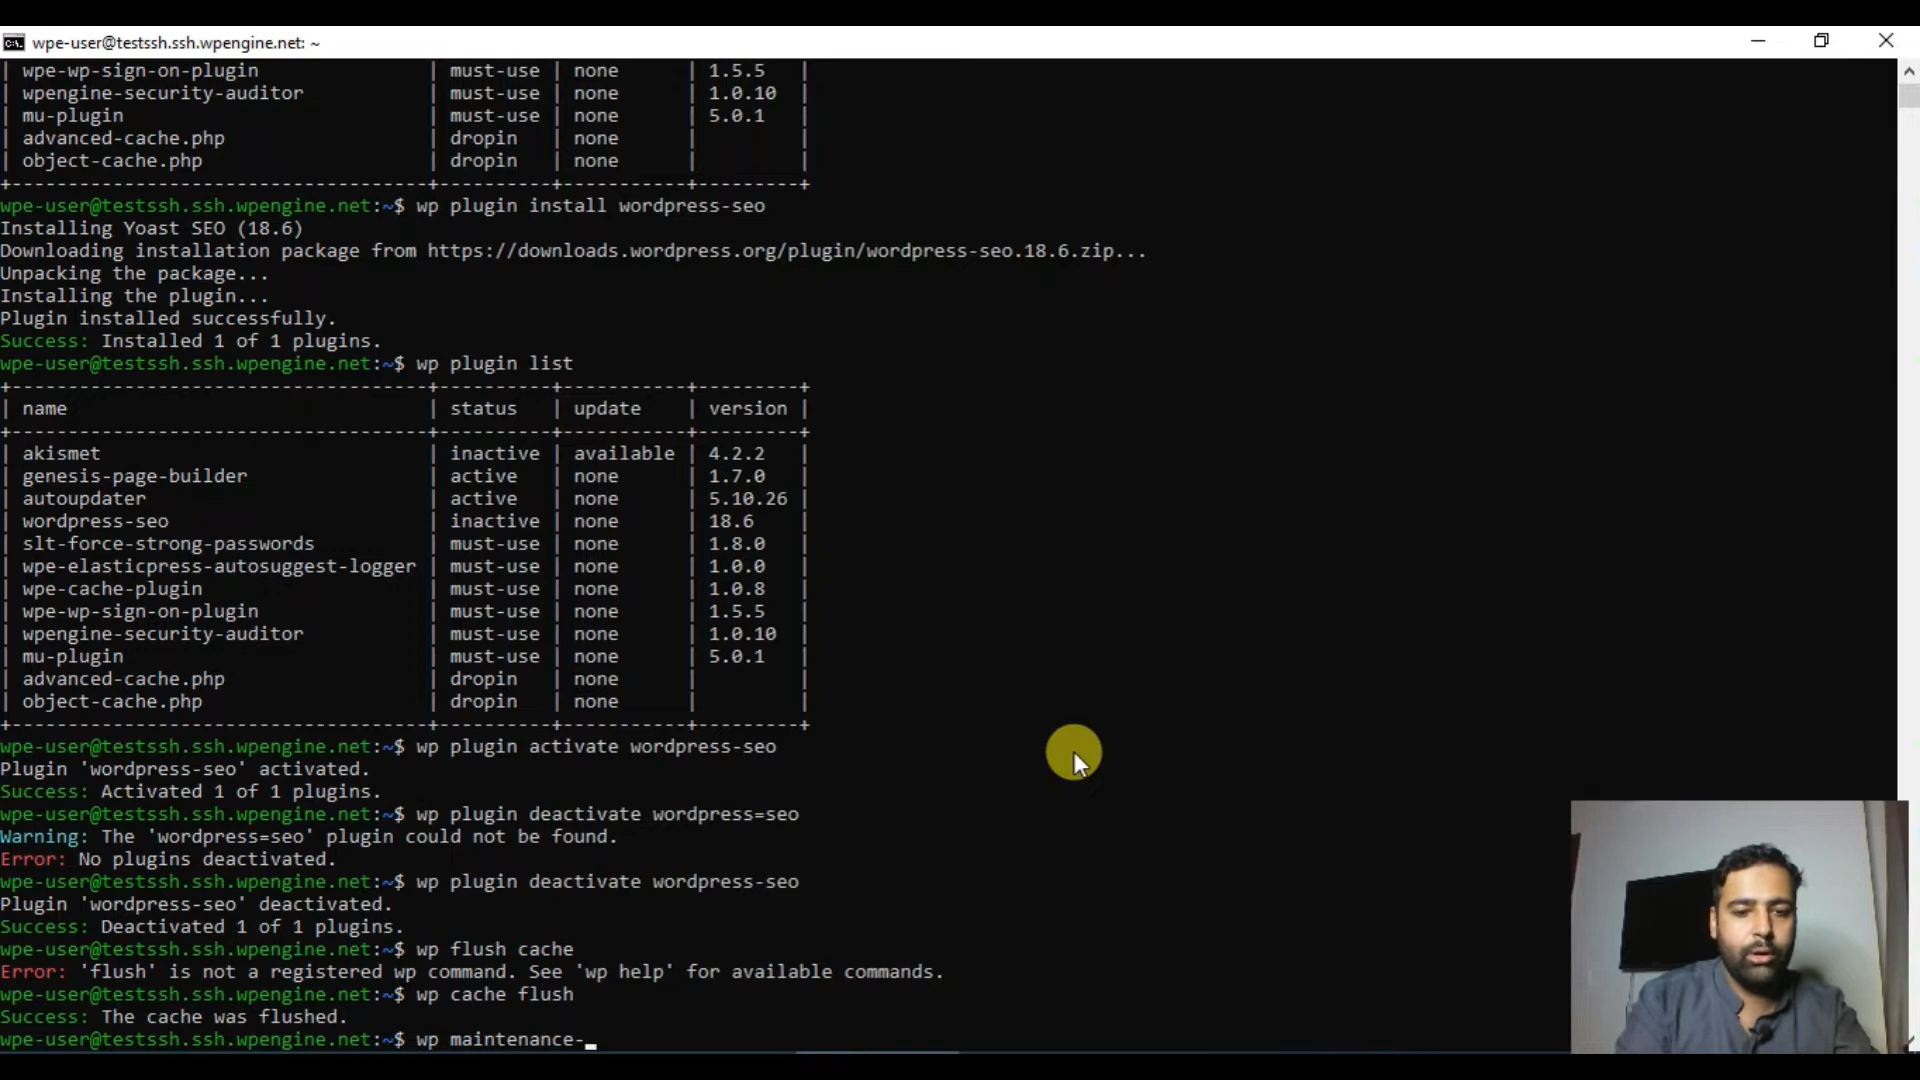 wpe-user@testssh.ssh.wpengine.net: ~
| wpe-wp-sign-on-plugin | must-use | none | 1.5.5 |
| wpengine-security-auditor | must-use | none | 1.0.10 |
| mu-plugin | must-use | none | 5.0.1 |
| advanced-cache.php | dropin | none | |
| object-cache.php | dropin | none | |
+-------------------------------------+----------+-----------+---------+
wpe-user@testssh.ssh.wpengine.net:~$ wp plugin install wordpress-seo
Installing Yoast SEO (18.6)
Downloading installation package from https://downloads.wordpress.org/plugin/wordpress-seo.18.6.zip...
Unpacking the package...
Installing the plugin...
Plugin installed successfully.
Success: Installed 1 of 1 plugins.
wpe-user@testssh.ssh.wpengine.net:~$ wp plugin list
+-------------------------------------+----------+-----------+---------+
| name | status | update | version |
+-------------------------------------+----------+-----------+---------+
| akismet | inactive | available | 4.2.2 |
| genesis-page-builder | active | none | 1.7.0 |
| autoupdater | active | none | 5.10.26 |
| wordpress-seo | inactive | none | 18.6 |
| slt-force-strong-passwords | must-use | none | 1.8.0 |
| wpe-elasticpress-autosuggest-logger | must-use | none | 1.0.0 |
| wpe-cache-plugin | must-use | none | 1.0.8 |
| wpe-wp-sign-on-plugin | must-use | none | 1.5.5 |
| wpengine-security-auditor | must-use | none | 1.0.10 |
| mu-plugin | must-use | none | 5.0.1 |
| advanced-cache.php | dropin | none | |
| object-cache.php | dropin | none | |
+-------------------------------------+----------+-----------+---------+
wpe-user@testssh.ssh.wpengine.net:~$ wp plugin activate wordpress-seo
Plugin 'wordpress-seo' activated.
Success: Activated 1 of 1 plugins.
wpe-user@testssh.ssh.wpengine.net:~$ wp plugin deactivate wordpress=seo
Warning: The 'wordpress=seo' plugin could not be found.
Error: No plugins deactivated.
wpe-user@testssh.ssh.wpengine.net:~$ wp plugin deactivate wordpress-seo
Plugin 'wordpress-seo' deactivated.
Success: Deactivated 1 of 1 plugins.
wpe-user@testssh.ssh.wpengine.net:~$ wp flush cache
Error: 'flush' is not a registered wp command. See 'wp help' for available commands.
wpe-user@testssh.ssh.wpengine.net:~$ wp cache flush
Success: The cache was flushed.
wpe-user@testssh.ssh.wpengine.net:~$ wp maintenance-_